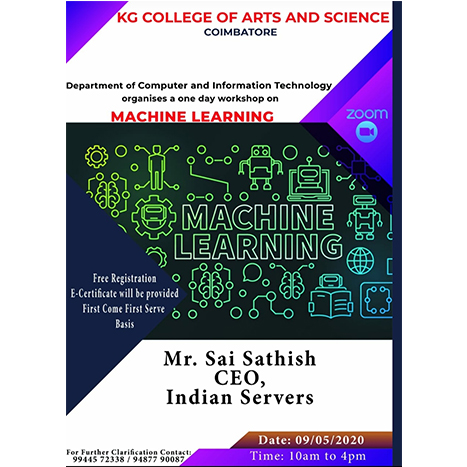 KG COLLEGE OF ARTS AND SCIENCE
COIMBATORE
Department of Computer and Information Technology
organises a one day workshop on
MACHINE LEARNING
zoom
MACHINE
LEARNING
Free Registration
E-Certificate will be provided
First Come First Serve
Basis
Mr. Sai Sathish
CEO,
Indian Servers
Date: 09/05/2020
Time: 10am to 4pm
For Further Clarification Contact:
99445 72338 / 94877 90087